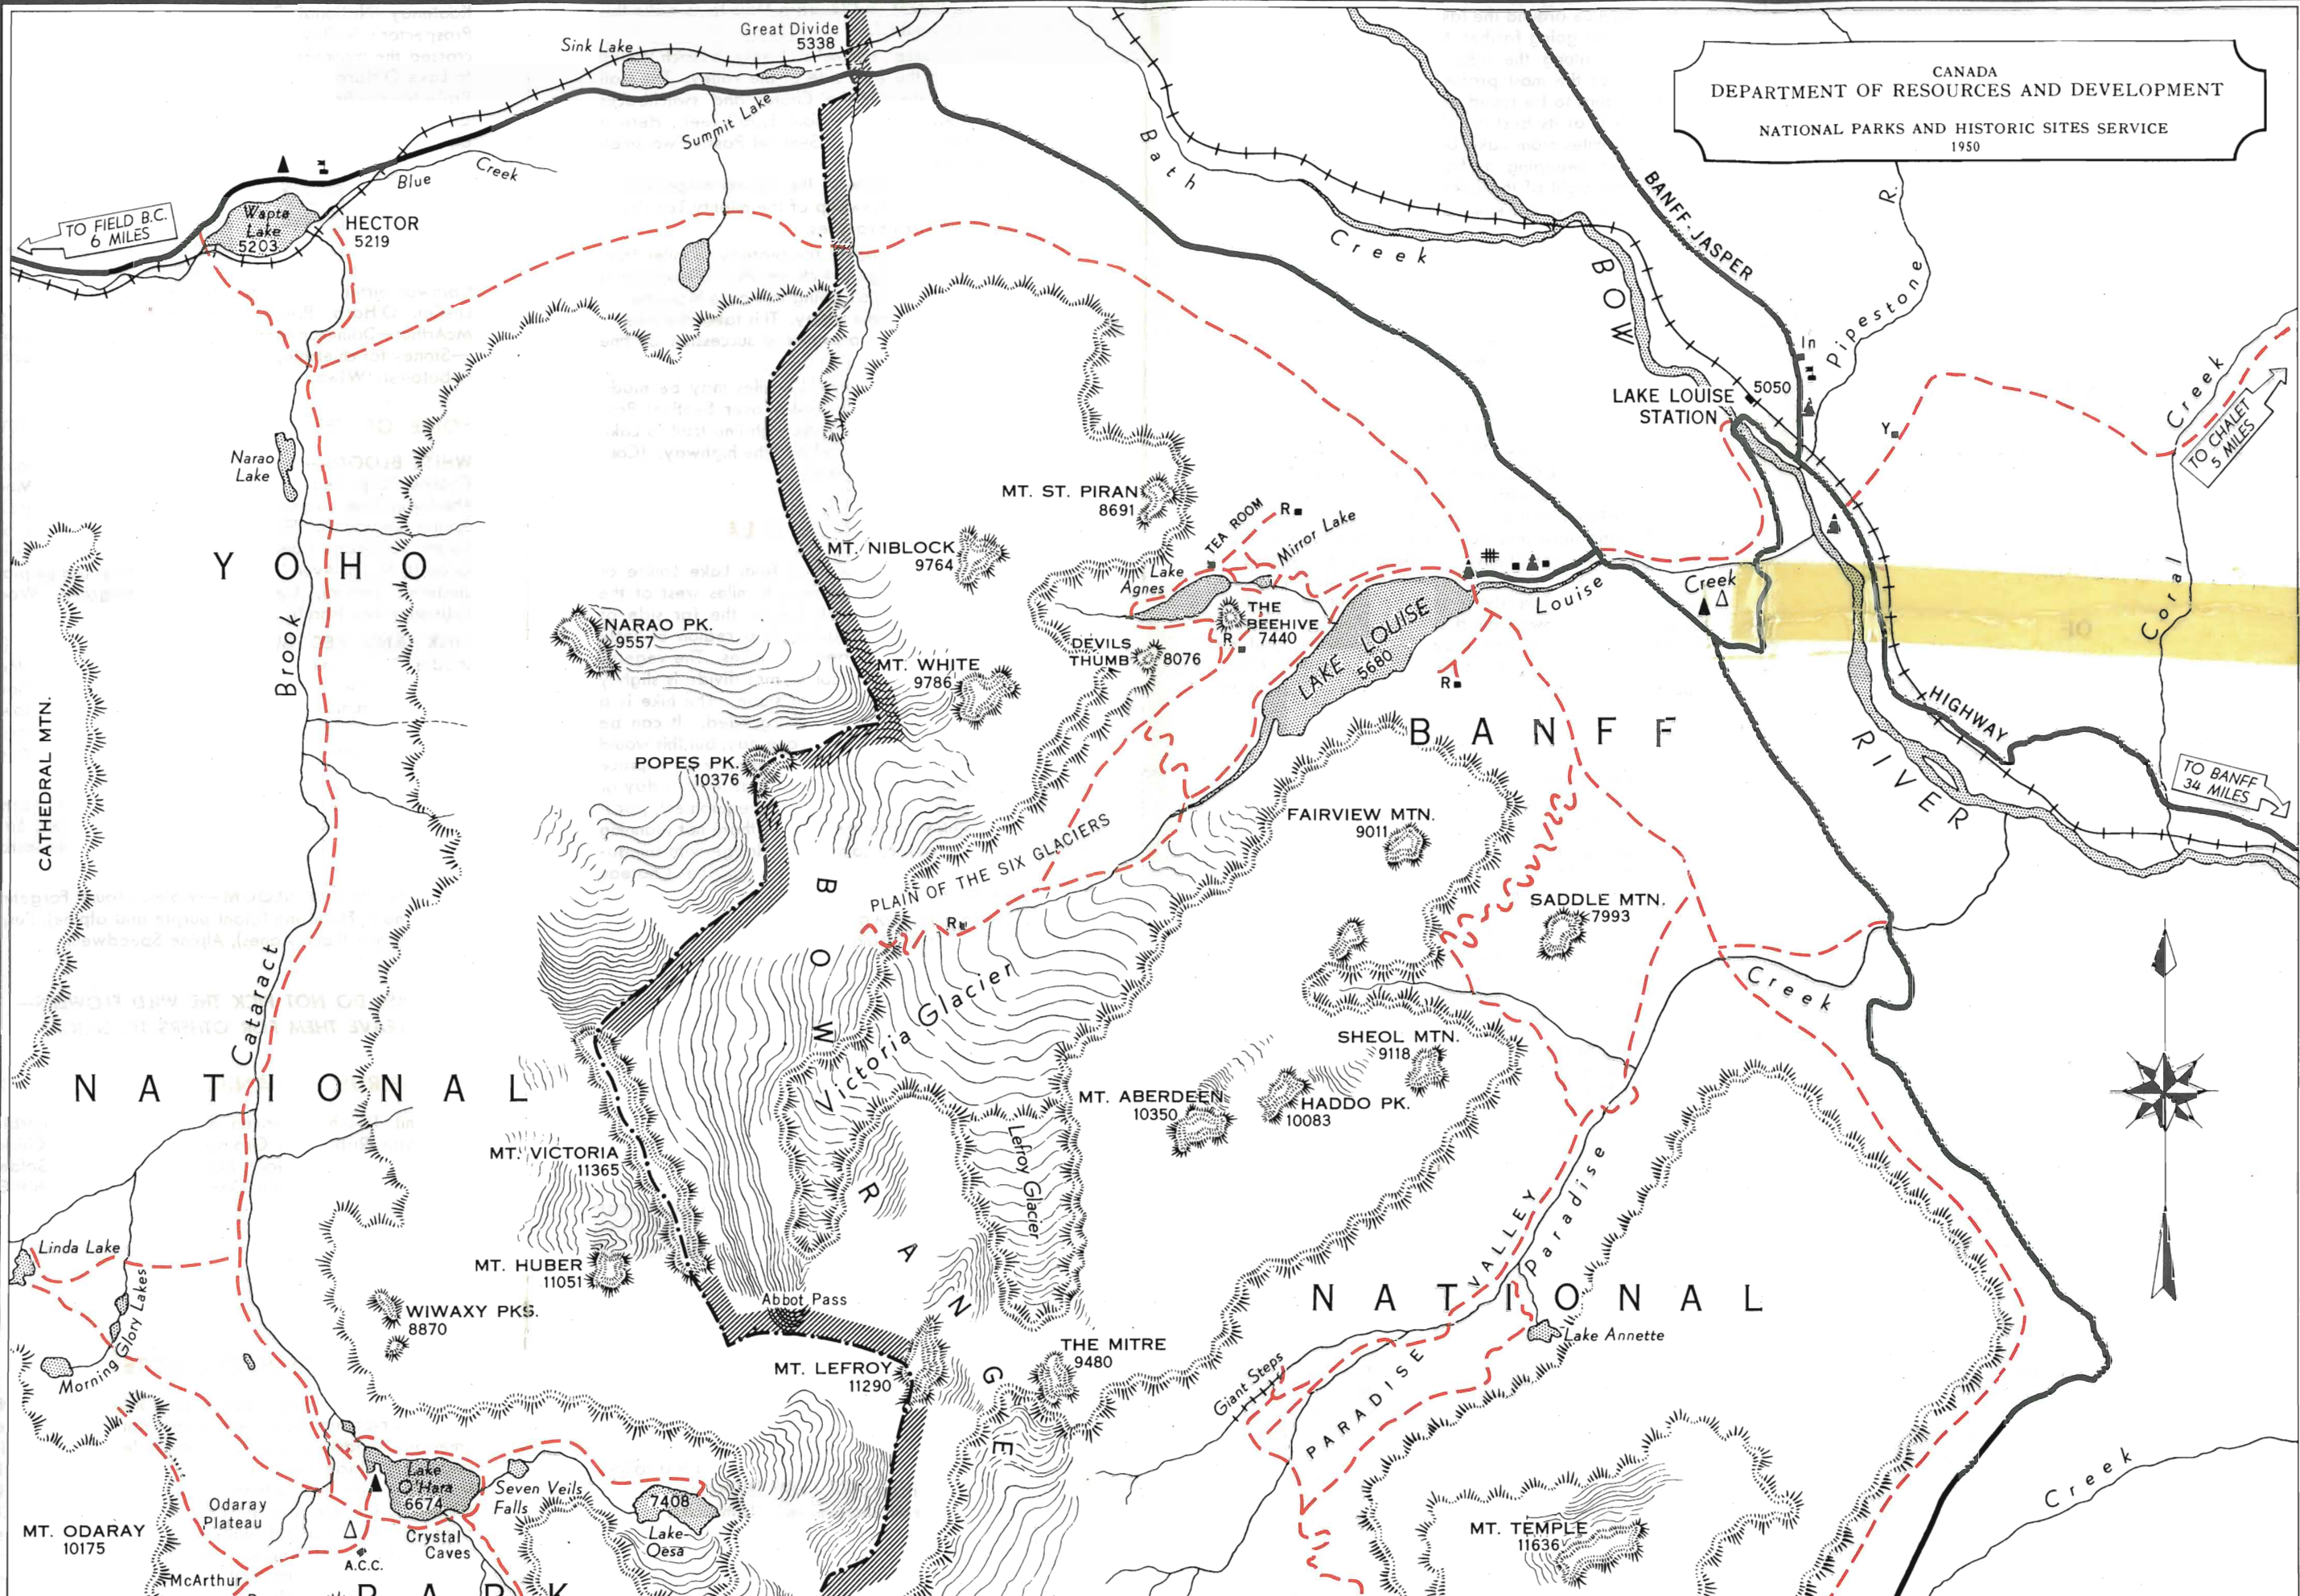 CANADA
DEPARTMENT OF RESOURCES AND DEVELOPMENT
NATIONAL PARKS AND HISTORIC SITES SERVICE
1950
Great Divide
5338
Sink Lake
Summit Lake
Blue Creek
Wapta
Lake
5203
HECTOR
5219
TO FIELD B.C.
6 MILES
Bath Creek
BOW RIVER
BANFF-JASPER
HIGHWAY
Pipestone R.
In
LAKE LOUISE
STATION
5050
Y
Coral Creek
TO CHALET
5 MILES
TO BANFF
34 MILES
Narao
Lake
YOHO
NATIONAL
PARK
CATHEDRAL MTN.
Cataract Brook
MT. ST. PIRAN
8691
MT. NIBLOCK
9764
NARAO PK.
9557
MT. WHITE
9786
POPES PK.
10376
TEA ROOM
R
Mirror Lake
Lake
Agnes
THE
BEEHIVE
7440
R
DEVILS
THUMB
8076
LAKE LOUISE
5680
Louise Creek
R
BANFF
NATIONAL
FAIRVIEW MTN.
9011
SADDLE MTN.
7993
PLAIN OF THE SIX GLACIERS
R
BOW RANGE
Victoria Glacier
Lefroy Glacier
SHEOL MTN.
9118
MT. ABERDEEN
10350
HADDO PK.
10083
Paradise Creek
PARADISE VALLEY
Lake Annette
Giant Steps
MT. VICTORIA
11365
MT. HUBER
11051
WIWAXY PKS.
8870
Abbot Pass
MT. LEFROY
11290
THE MITRE
9480
MT. TEMPLE
11636
Creek
Linda Lake
Morning Glory Lakes
Lake
O'Hara
6674
Seven Veils
Falls
7408
Lake
Oesa
Crystal
Caves
Odaray
Plateau
MT. ODARAY
10175
A.C.C.
McArthur